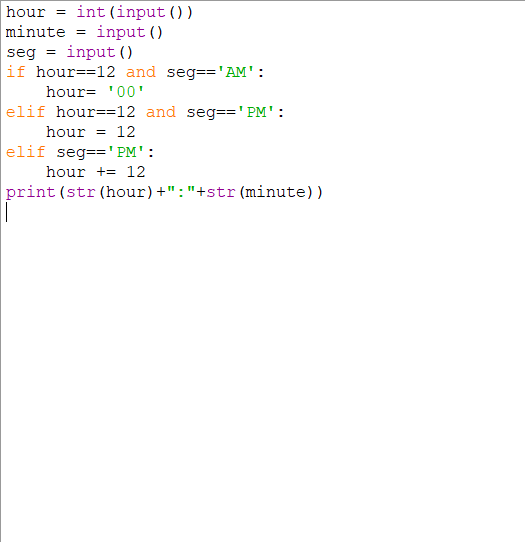 hour = int(input())
minute = input()
seg = input()
if hour==12 and seg=='AM':
    hour= '00'
elif hour==12 and seg=='PM':
    hour = 12
elif seg=='PM':
    hour += 12
print(str(hour)+":"+str(minute))